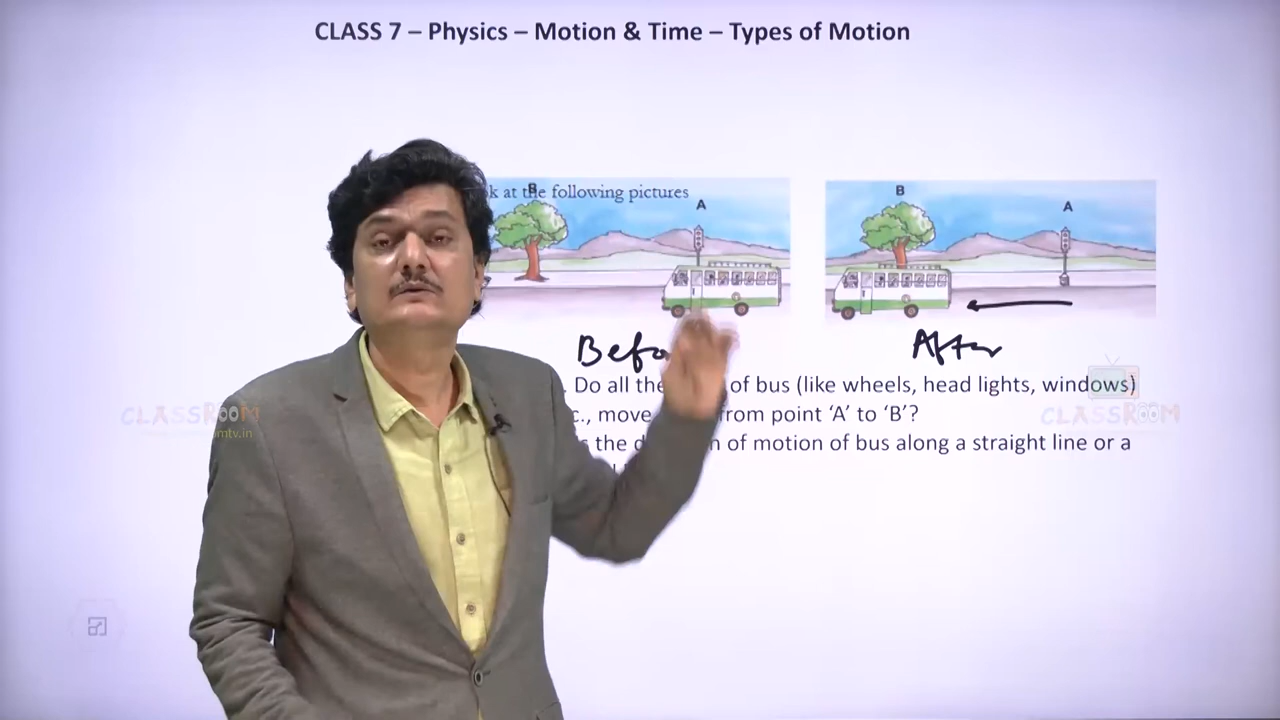 CLASS 7 – Physics – Motion & Time – Types of Motion
at the following pictures
B
A
B
A
After
Do all the of bus (like wheels, head lights, windows)
move from point ‘A’ to ‘B’?
the of motion of bus along a straight line or a
CLASSROOM
CLASSROOM